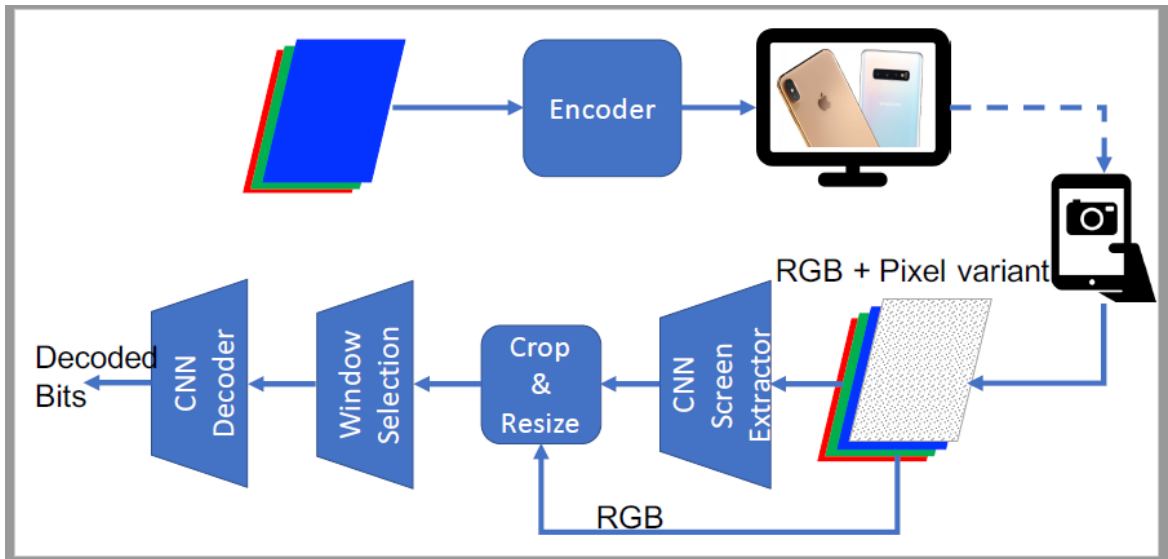 Encoder
RGB + Pixel variant
Decoded
Bits
CNN
Decoder
Window
Selection
Crop
&
Resize
CNN
Screen
Extractor
RGB